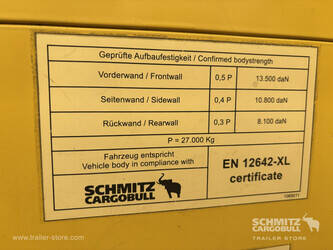 Geprüfte Aufbaufestigkeit / Confirmed bodystrength
Vorderwand / Frontwall 0,5 P 13.500 daN
Seitenwand / Sidewall 0,4 P 10.800 daN
Rückwand / Rearwall 0,3 P 8.100 daN
P = 27.000 Kg
Fahrzeug entspricht
Vehicle body in compliance with
EN 12642-XL
certificate
SCHMITZ
CARGOBULL
© TSE
www.trailer-store.com
SCHMITZ CARGOBULL
TRAILER STORE